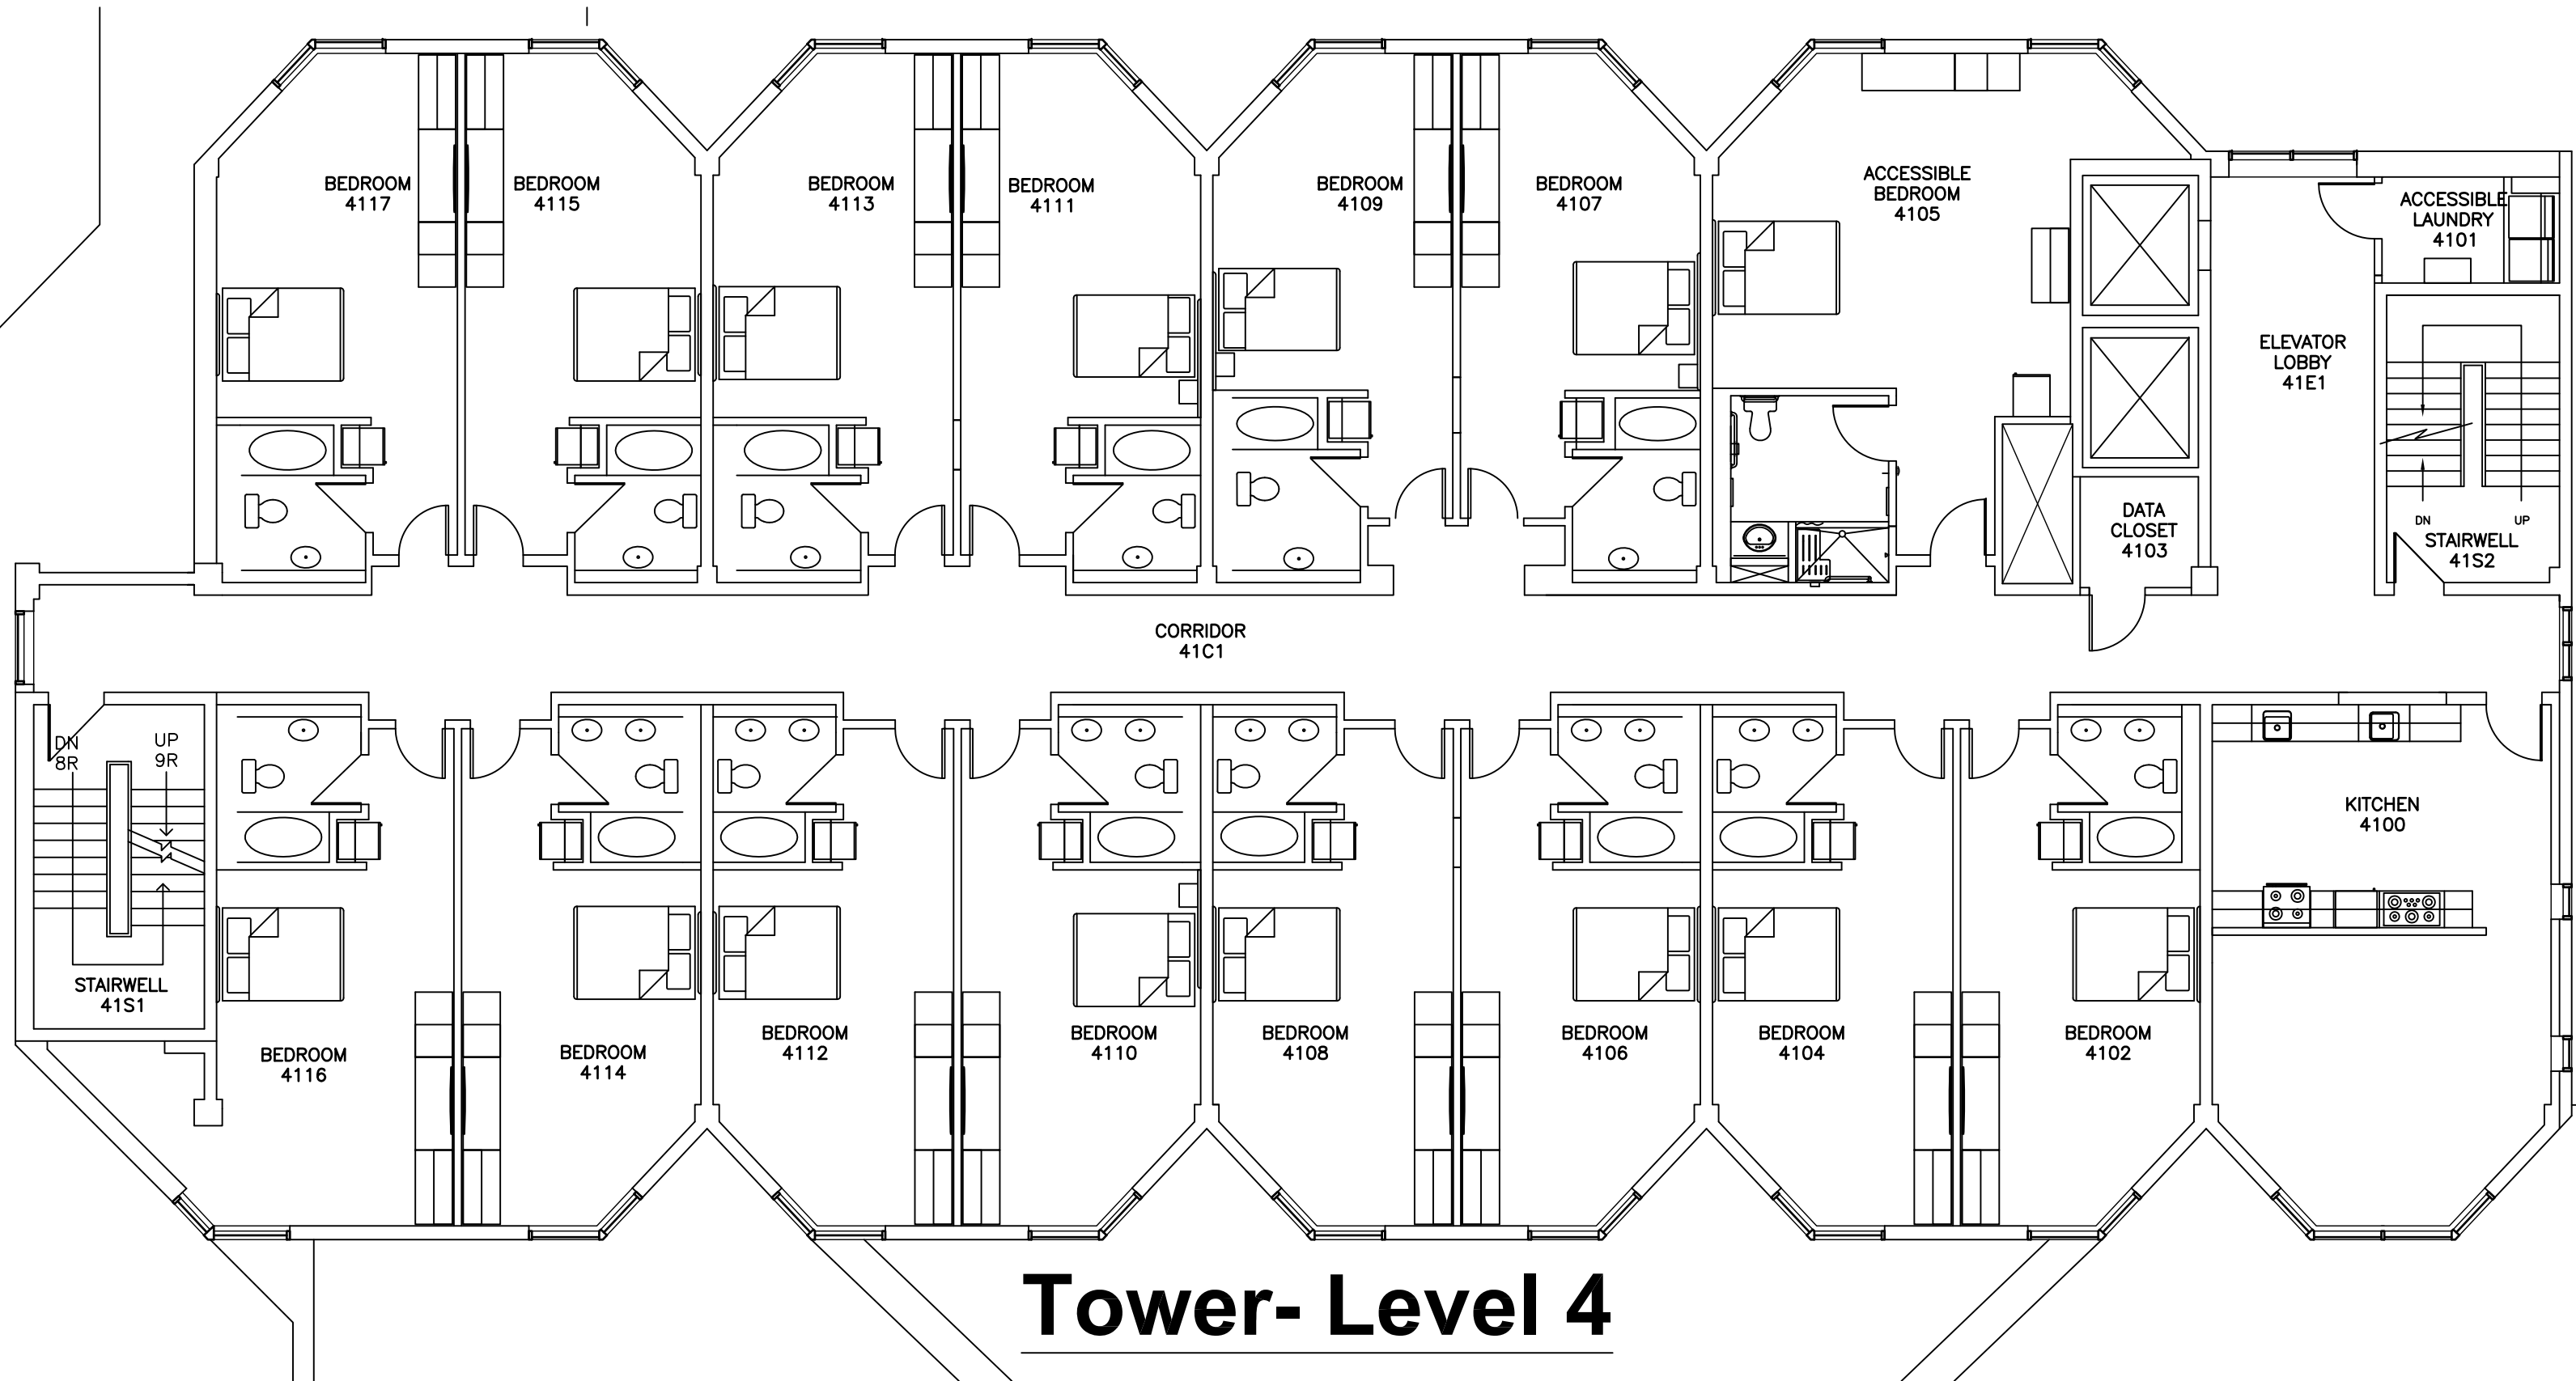 BEDROOM
4117
BEDROOM
4115
BEDROOM
4113
BEDROOM
4111
BEDROOM
4109
BEDROOM
4107
ACCESSIBLE
BEDROOM
4105
ACCESSIBLE
LAUNDRY
4101
ELEVATOR
LOBBY
41E1
DATA
CLOSET
4103
DN
UP
STAIRWELL
41S2
CORRIDOR
41C1
DN
8R
UP
9R
STAIRWELL
41S1
BEDROOM
4116
BEDROOM
4114
BEDROOM
4112
BEDROOM
4110
BEDROOM
4108
BEDROOM
4106
BEDROOM
4104
BEDROOM
4102
KITCHEN
4100
Tower- Level 4